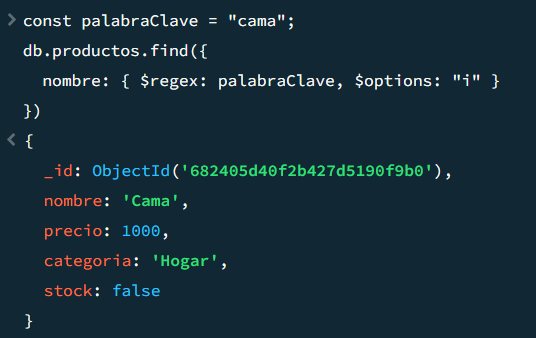 > const palabraClave = "cama";
db.productos.find({
  nombre: { $regex: palabraClave, $options: "i" }
})
< {
  _id: ObjectId('682405d40f2b427d5190f9b0'),
  nombre: 'Cama',
  precio: 1000,
  categoria: 'Hogar',
  stock: false
}